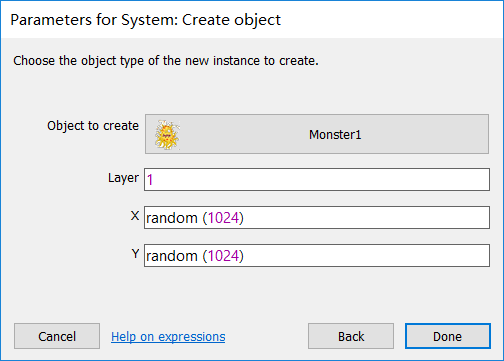 Parameters for System: Create object
Choose the object type of the new instance to create.
Object to create Monster1
Layer 1
X random (1024)
Y random (1024)
Cancel Help on expressions Back Done